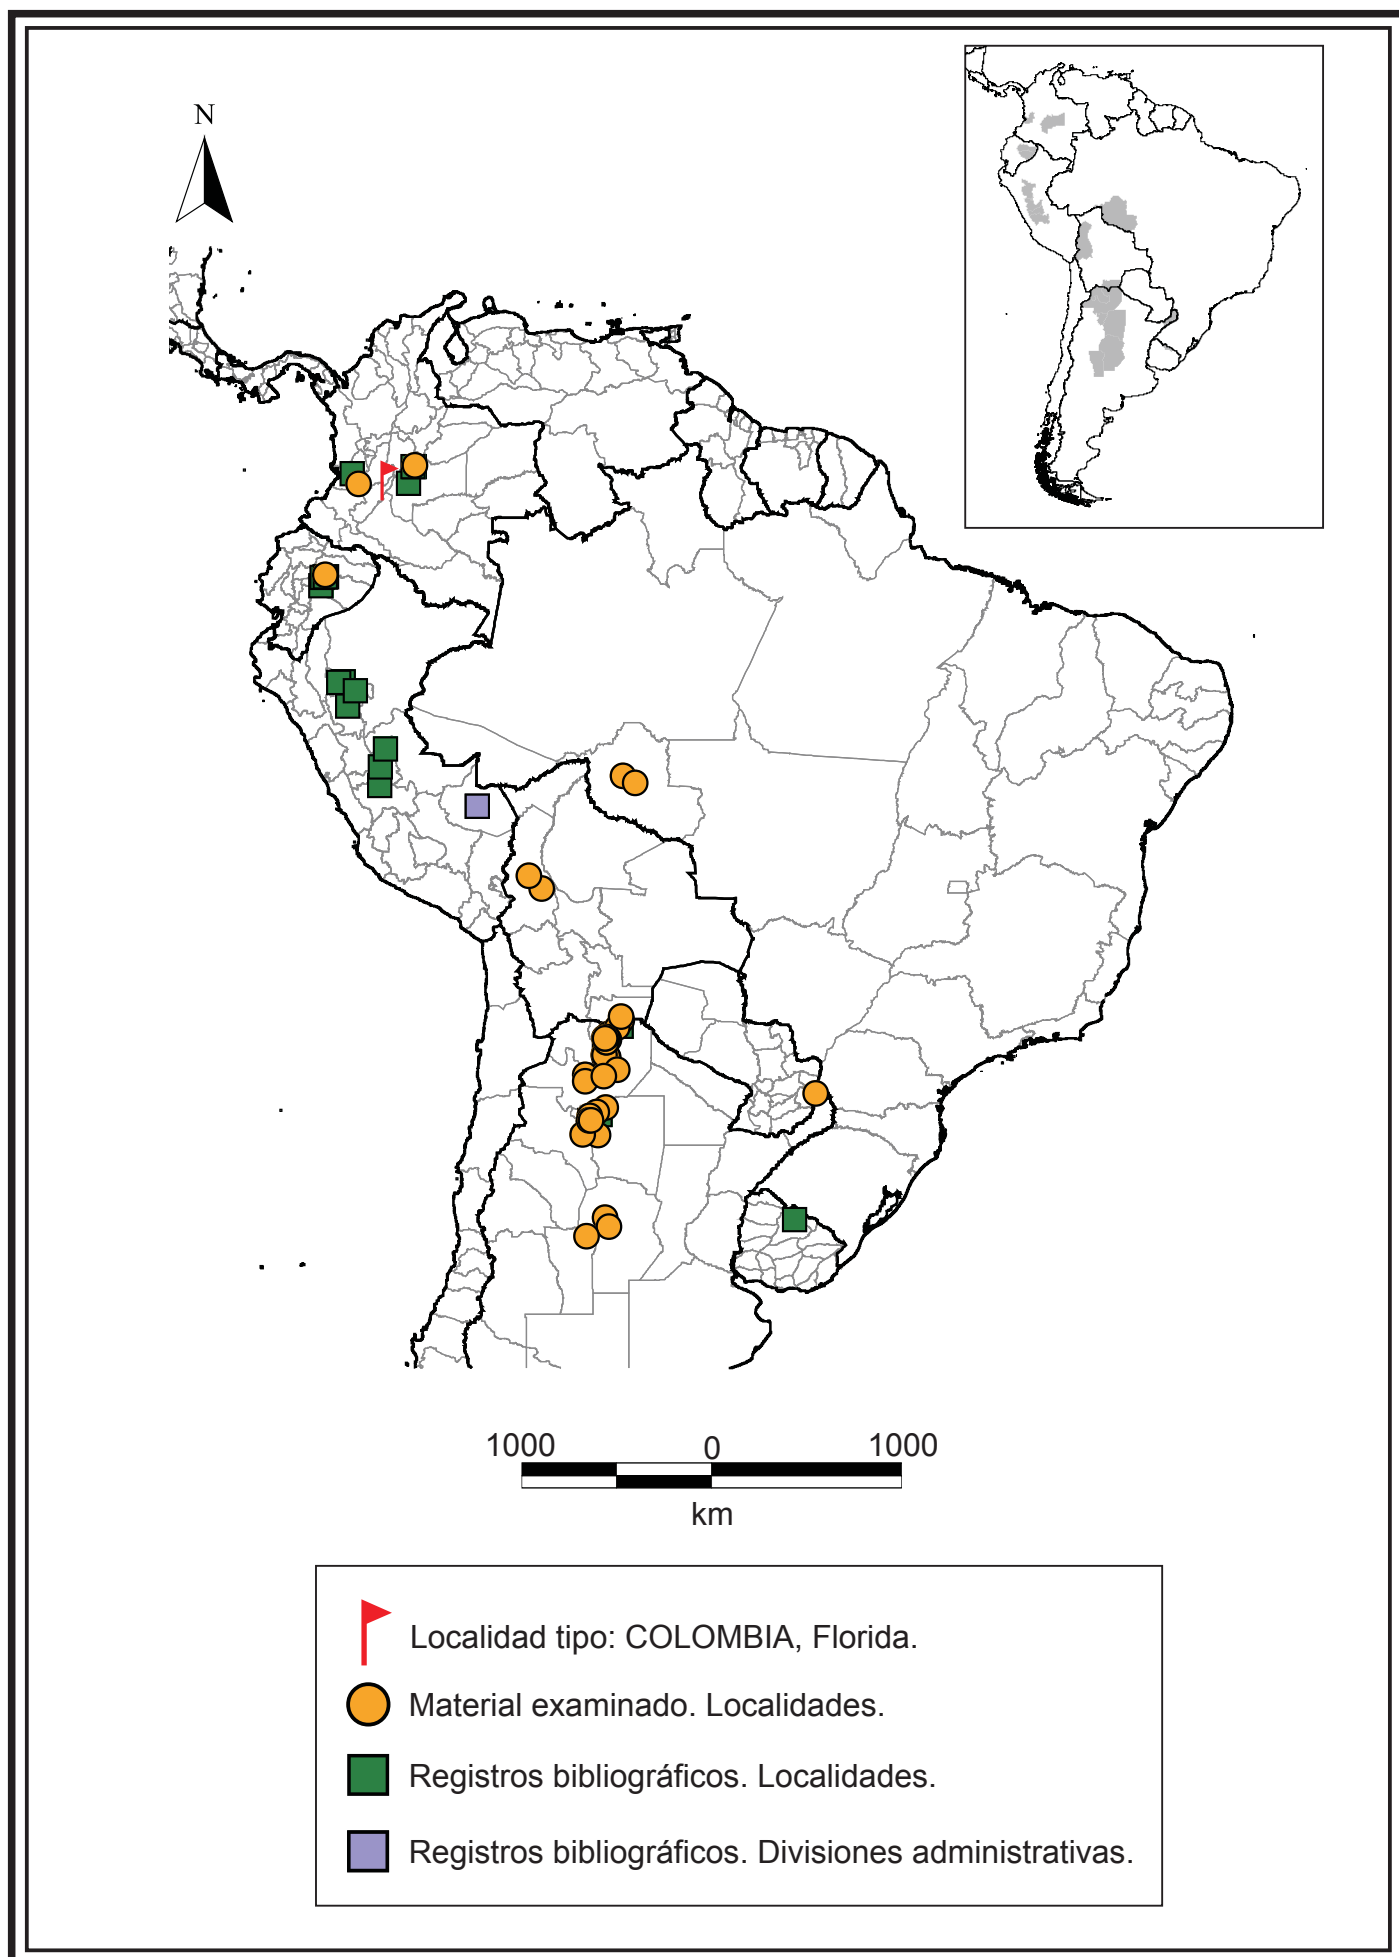 N
1000 0 1000
km
Localidad tipo: COLOMBIA, Florida.
Material examinado. Localidades.
Registros bibliográficos. Localidades.
Registros bibliográficos. Divisiones administrativas.